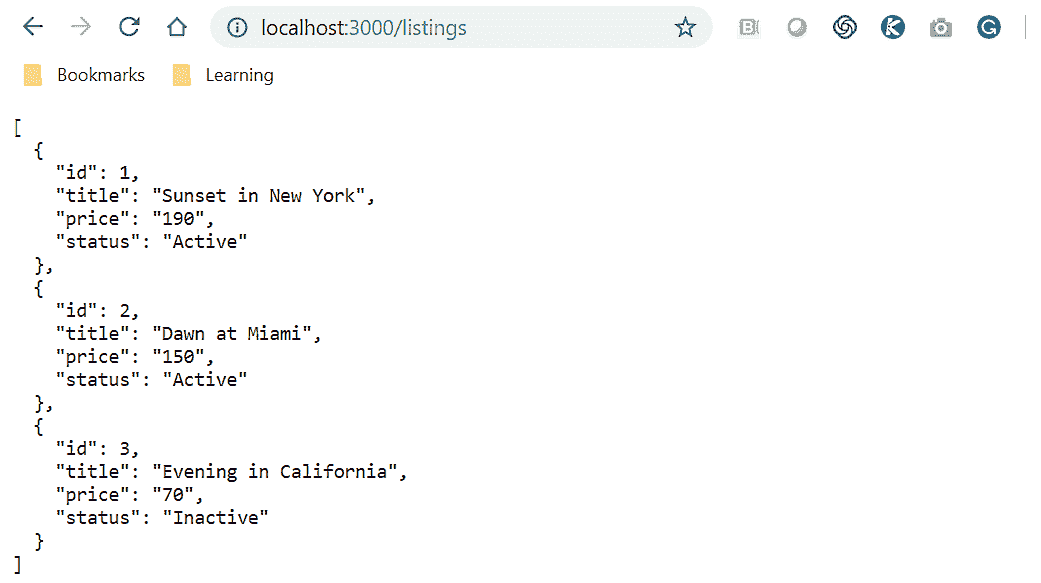 localhost:3000/listings
Bookmarks Learning
[
  {
    "id": 1,
    "title": "Sunset in New York",
    "price": "190",
    "status": "Active"
  },
  {
    "id": 2,
    "title": "Dawn at Miami",
    "price": "150",
    "status": "Active"
  },
  {
    "id": 3,
    "title": "Evening in California",
    "price": "70",
    "status": "Inactive"
  }
]